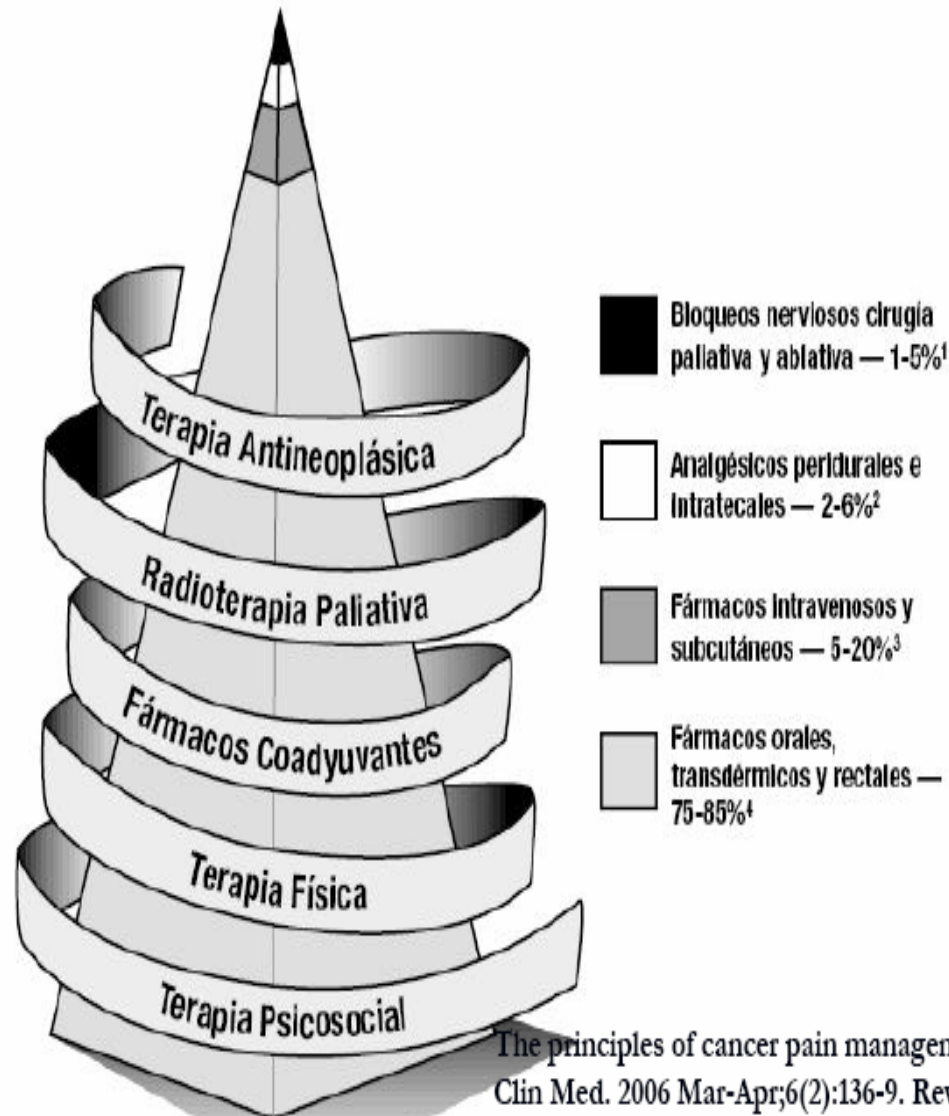 Terapia Antineoplásica
Radioterapia Paliativa
Fármacos Coadyuvantes
Terapia Física
Terapia Psicosocial
Bloqueos nerviosos cirugía
paliativa y ablativa — 1-5%¹
Analgésicos peridurales e
Intratecales — 2-6%²
Fármacos Intravenosos y
subcutáneos — 5-20%³
Fármacos orales,
transdérmicos y rectales —
75-85%⁴
The principles of cancer pain managen
Clin Med. 2006 Mar-Apr;6(2):136-9. Rev